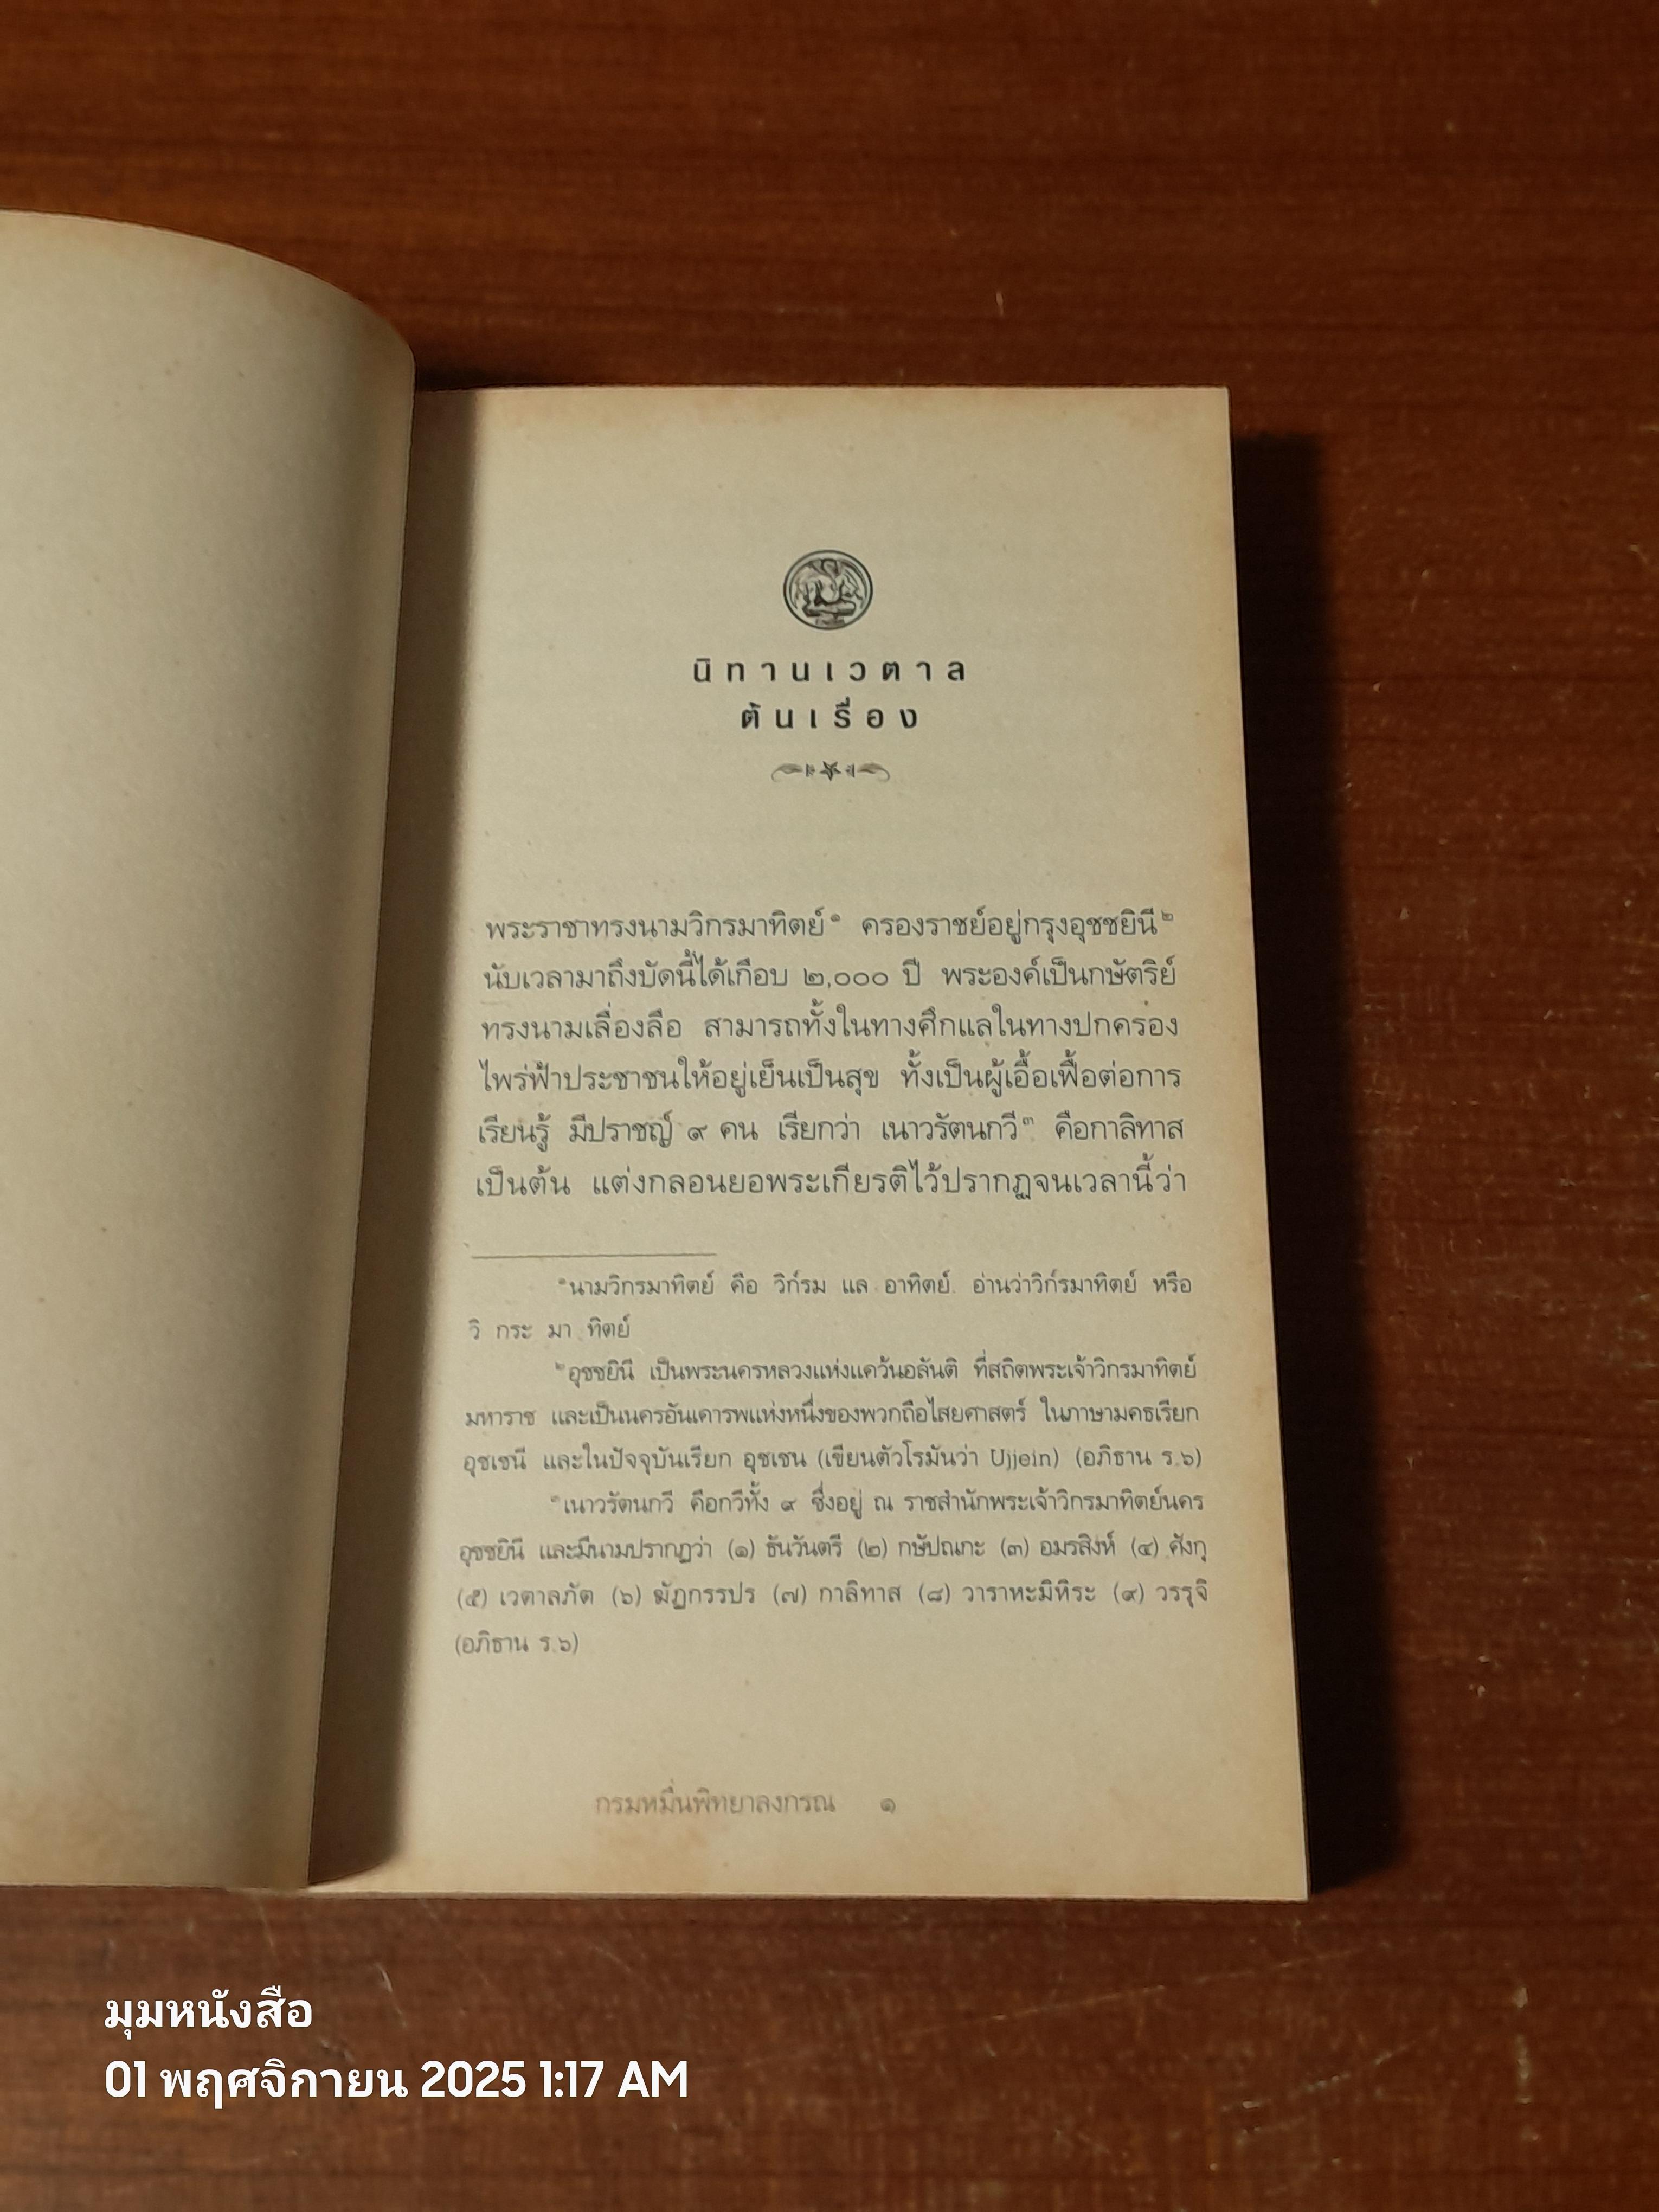 นิทานเวตาล
ต้นเรื่อง
พระราชาทรงนามวิกรมาทิตย์๑ ครองราชย์อยู่กรุงอุชชยินี๒
นับเวลามาถึงบัดนี้ได้เกือบ ๒,๐๐๐ ปี พระองค์เป็นกษัตริย์
ทรงนามเลื่องลือ สามารถทั้งในทางศึกแลในทางปกครอง
ไพร่ฟ้าประชาชนให้อยู่เย็นเป็นสุข ทั้งเป็นผู้เอื้อเฟื้อต่อการ
เรียนรู้ มีปราชญ์ ๙ คน เรียกว่า เนาวรัตนกวี๓ คือกาลิทาส
เป็นต้น แต่งกลอนยอพระเกียรติไว้ปรากฏจนเวลานี้ว่า
๑นามวิกรมาทิตย์ คือ วิก์รม แล อาทิตย์. อ่านว่าวิก์รมาทิตย์ หรือ
วิ กระ มา ทิตย์
๒อุชชยินี เป็นพระนครหลวงแห่งแคว้นอลันติ ที่สถิตพระเจ้าวิกรมาทิตย์
มหาราช และเป็นนครอันเคารพแห่งหนึ่งของพวกถือไสยศาสตร์ ในภาษามคธเรียก
อุชเชนี และในปัจจุบันเรียก อุชเชน (เขียนตัวโรมันว่า Ujjein) (อภิธาน ร.๖)
๓เนาวรัตนกวี คือกวีทั้ง ๙ ซึ่งอยู่ ณ ราชสำนักพระเจ้าวิกรมาทิตย์นคร
อุชชยินี และมีนามปรากฏว่า (๑) ธันวันตรี (๒) กษัปณกะ (๓) อมรสิงห์ (๔) ศังกุ
(๕) เวตาลภัต (๖) ฆัฏกรรปร (๗) กาลิทาส (๘) วาราหะมิหิระ (๙) วรรุจิ
(อภิธาน ร.๖)
กรมหมื่นพิทยาลงกรณ ๑
มุมหนังสือ
01 พฤศจิกายน 2025 1:17 AM